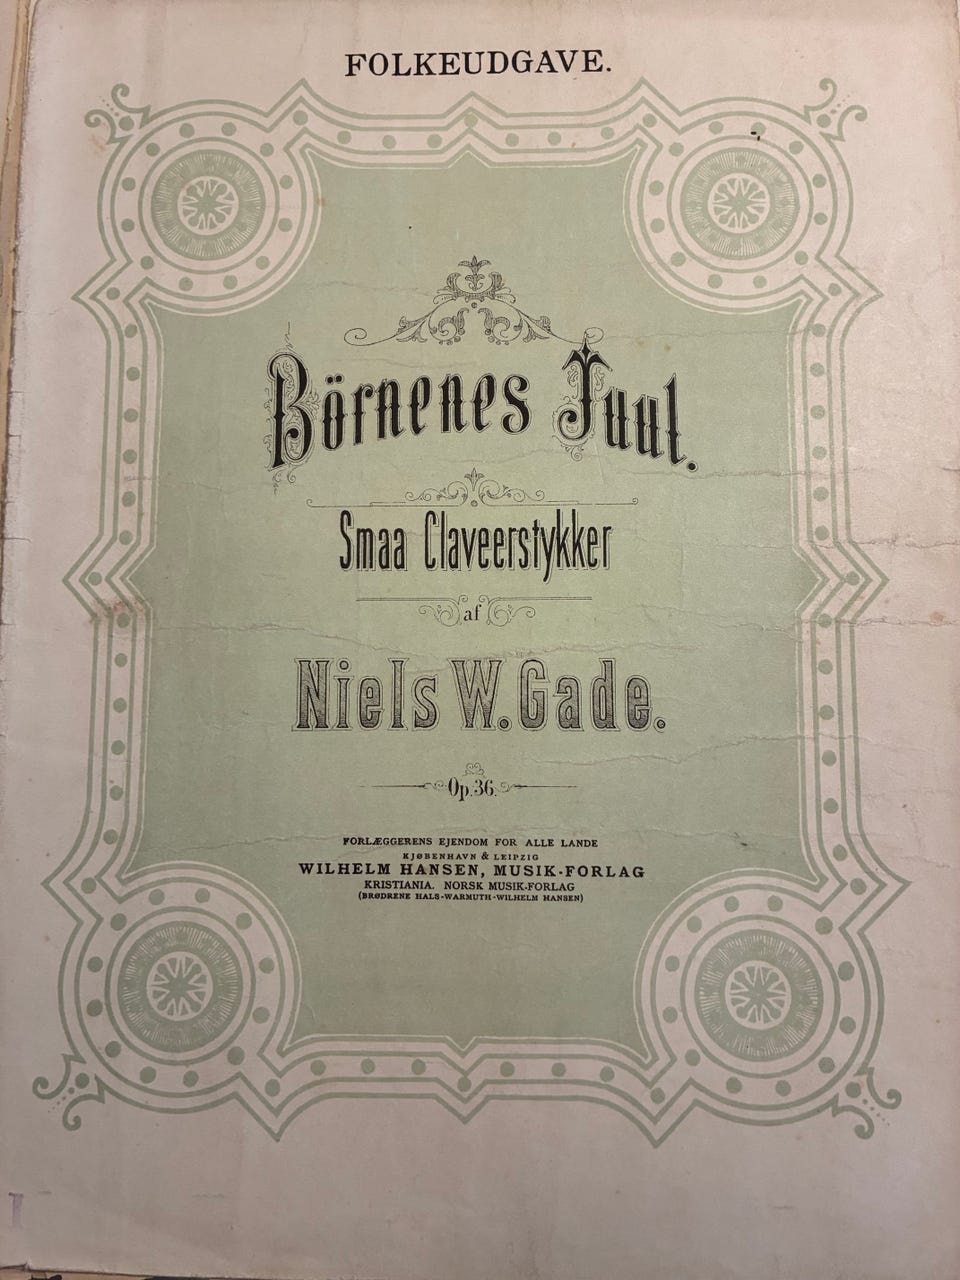 FOLKEUDGAVE.
Börnenes Juul.
Smaa Claveerstykker
af
Niels W. Gade.
Op. 36.
FORLÆGGERENS EJENDOM FOR ALLE LANDE
KJØBENHAVN & LEIPZIG
WILHELM HANSEN, MUSIK-FORLAG
KRISTIANIA. NORSK MUSIK-FORLAG
(BRØDRENE HALS-WARMUTH-WILHELM HANSEN)